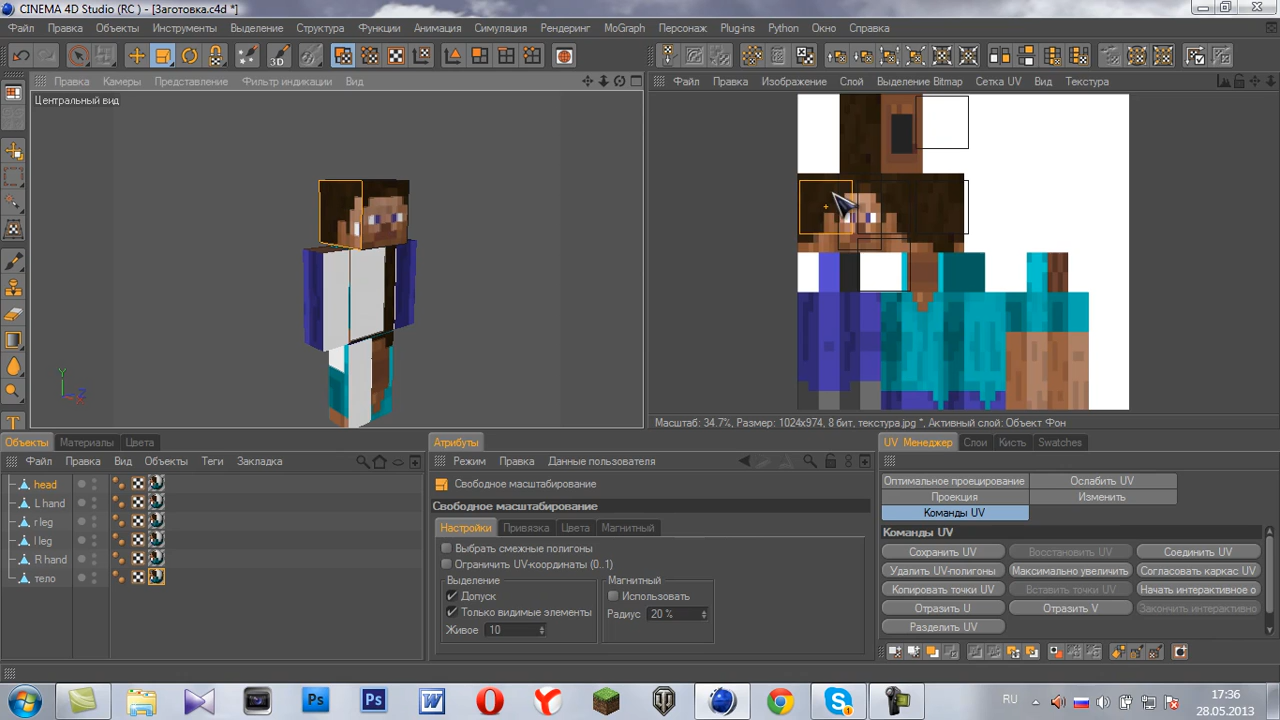 CINEMA 4D Studio (RC ) - [Заготовка.c4d *]
Файл Правка Объекты Инструменты Выделение Структура Функции Анимация Симуляция Рендеринг MoGraph Персонаж Plug-ins Python Окно Справка
3D
Правка Камеры Представление Фильтр индикации Вид
Файл Правка Изображение Слой Выделение Bitmap Сетка UV Вид Текстура
Центральный вид
Y
Z
Масштаб: 34.7%, Размер: 1024x974, 8 бит, текстура.jpg *, Активный слой: Объект Фон
Объекты Материалы Цвета
Файл Правка Вид Объекты Теги Закладка
head
L hand
r leg
l leg
R hand
тело
Атрибуты
Режим Правка Данные пользователя
Свободное масштабирование
Свободное масштабирование
Настройки Привязка Цвета Магнитный
Выбрать смежные полигоны
Ограничить UV-координаты (0..1)
Выделение Магнитный
Допуск Использовать
Только видимые элементы Радиус 20 %
Живое 10
UV Менеджер Слои Кисть Swatches
Оптимальное проецирование Ослабить UV
Проекция Изменить
Команды UV
Команды UV
Сохранить UV Восстановить UV Соединить UV
Удалить UV-полигоны Максимально увеличить Согласовать каркас UV
Копировать точки UV Вставить точки UV Начать интерактивное о
Отразить U Отразить V Закончить интерактивно
Разделить UV
RU 17:36
28.05.2013